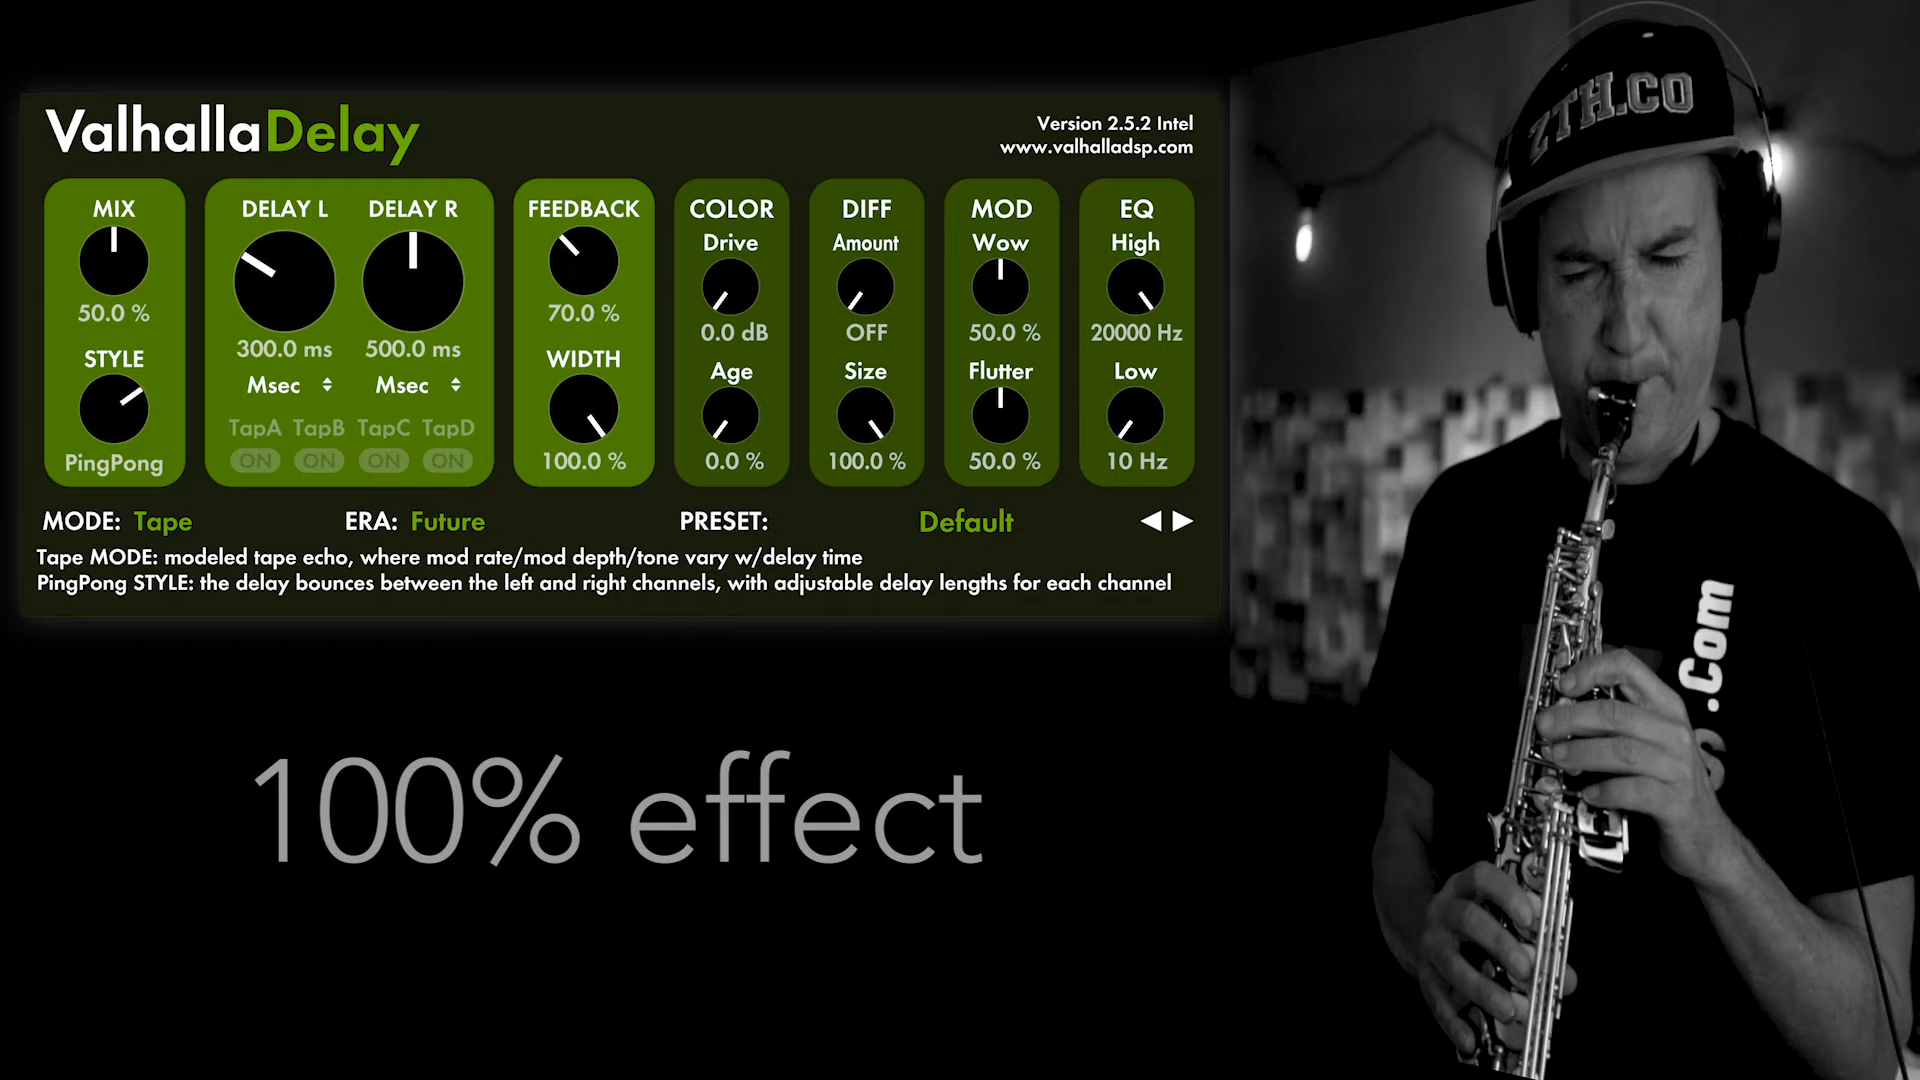 ValhallaDelay
Version 2.5.2 Intel
www.valhalladsp.com
MIX
50.0 %
STYLE
PingPong
DELAY L DELAY R
300.0 ms 500.0 ms
Msec Msec
TapA TapB TapC TapD
ON ON ON ON
FEEDBACK
70.0 %
WIDTH
100.0 %
COLOR
Drive
0.0 dB
Age
0.0 %
DIFF
Amount
OFF
Size
100.0 %
MOD
Wow
50.0 %
Flutter
50.0 %
EQ
High
20000 Hz
Low
10 Hz
MODE: Tape ERA: Future PRESET: Default
Tape MODE: modeled tape echo, where mod rate/mod depth/tone vary w/delay time
PingPong STYLE: the delay bounces between the left and right channels, with adjustable delay lengths for each channel
100% effect
ZTH.CO
.Com